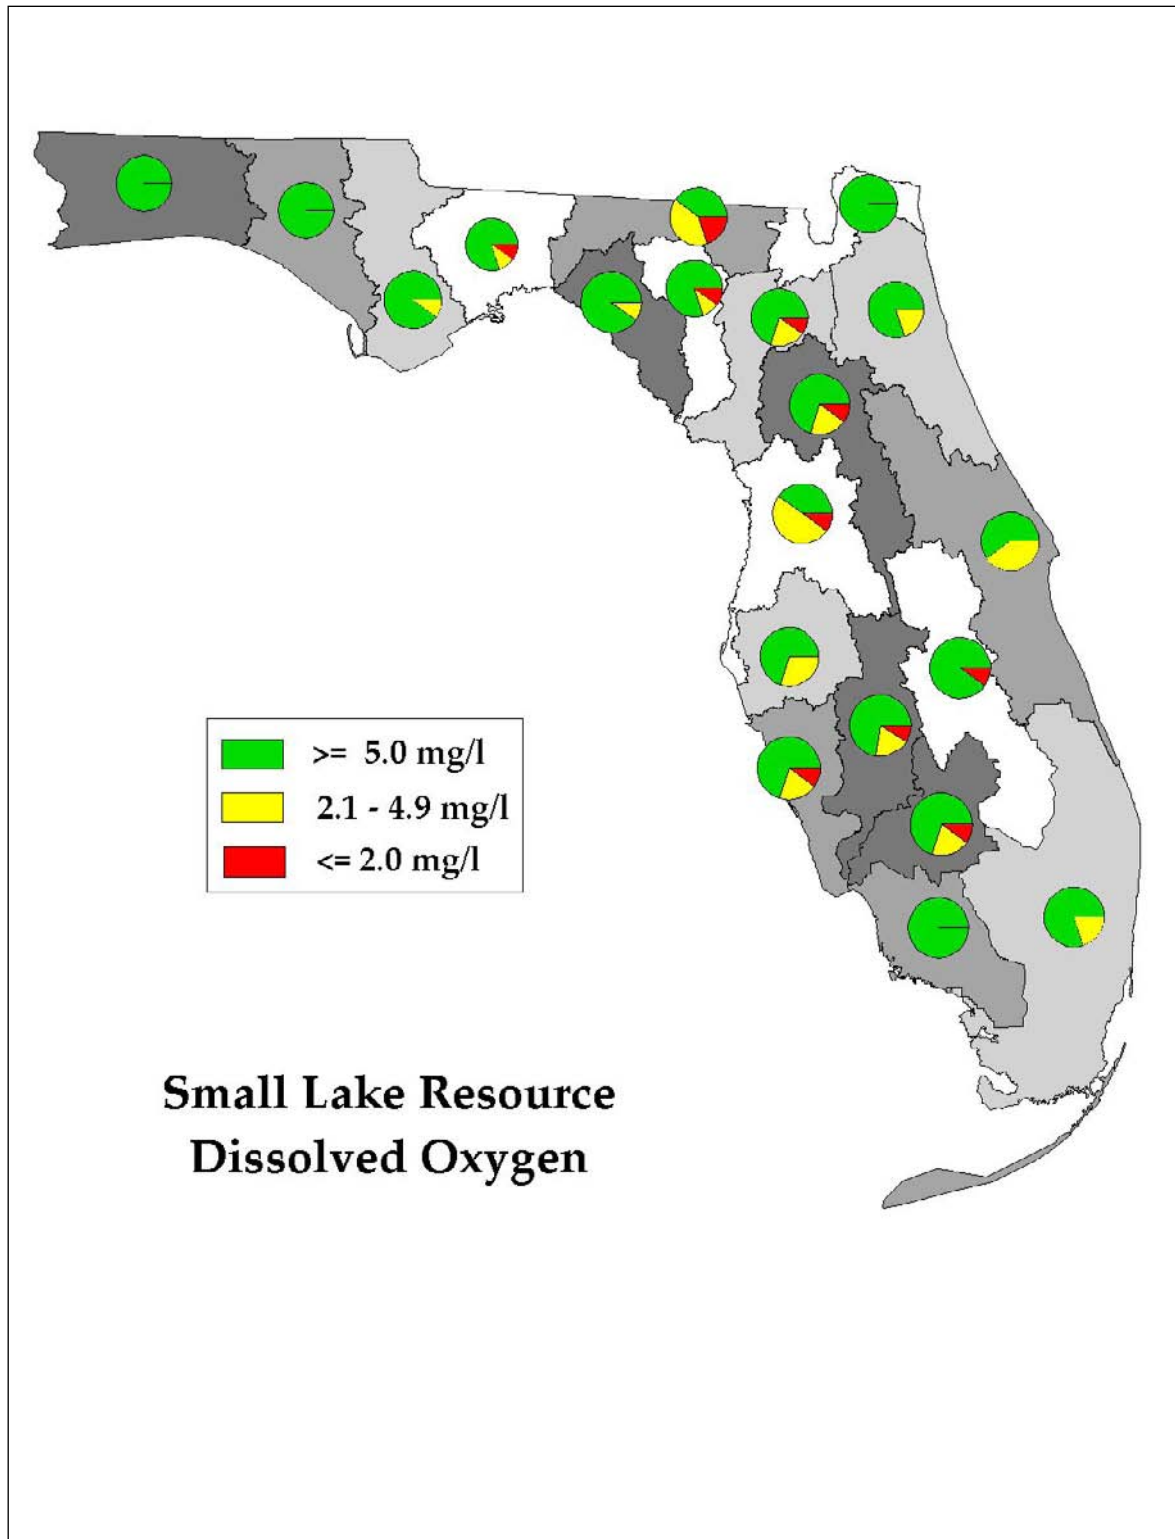 >= 5.0 mg/l
2.1 - 4.9 mg/l
<= 2.0 mg/l
Small Lake Resource
Dissolved Oxygen